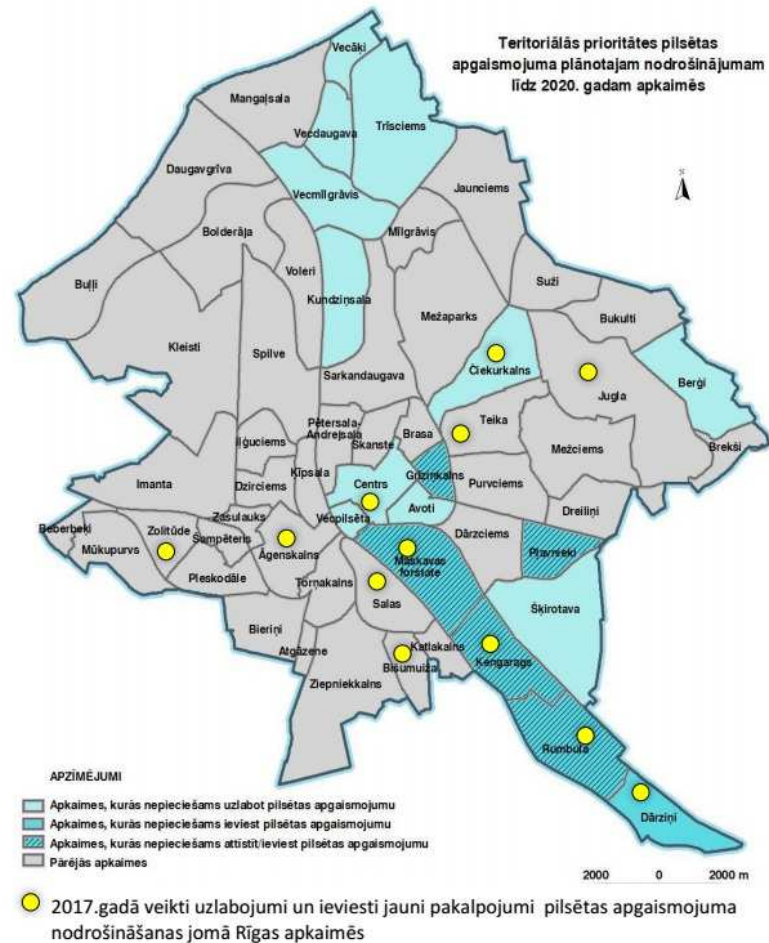 Teritoriālās prioritātes pilsētas
apgaismojuma plānotajam nodrošinājumam
līdz 2020. gadam apkaimēs
Vecāķi
Mangaļsala
Vecdaugava
Trīsciems
Daugavgrīva
Vecmīlgrāvis
Jaunciems
Mīlgrāvis
Bolderāja
Voleri
Buļļi
Kundziņsala
Suži
Mežaparks
Bukulti
Kleisti
Spilve
Čiekurkalns
Sarkandaugava
Jugla
Berģi
Pētersala-
Andrejsala
Skanste
Brasa
Teika
Iļģuciems
Mežciems
Brekši
Ķīpsala
Grīziņkalns
Imanta
Dzirciems
Centrs
Purvciems
Avoti
Dreiliņi
Zasulauks
Vecpilsēta
Beberbeķi
Zolitūde
Šampēteris
Āgenskalns
Dārzciems
Pļavnieki
Mūkupurvs
Maskavas
forštate
Pleskodāle
Torņakalns
Salas
Šķirotava
Bieriņi
Atgāzene
Katlakalns
Ķengarags
Bišumuiža
Ziepniekkalns
Rumbula
Dārziņi
APZĪMĒJUMI
Apkaimes, kurās nepieciešams uzlabot pilsētas apgaismojumu
Apkaimes, kurās nepieciešams ieviest pilsētas apgaismojumu
Apkaimes, kurās nepieciešams attīstīt/ieviest pilsētas apgaismojumu
Pārējās apkaimes
2000 0 2000 m
2017.gadā veikti uzlabojumi un ieviesti jauni pakalpojumi pilsētas apgaismojuma
nodrošināšanas jomā Rīgas apkaimēs